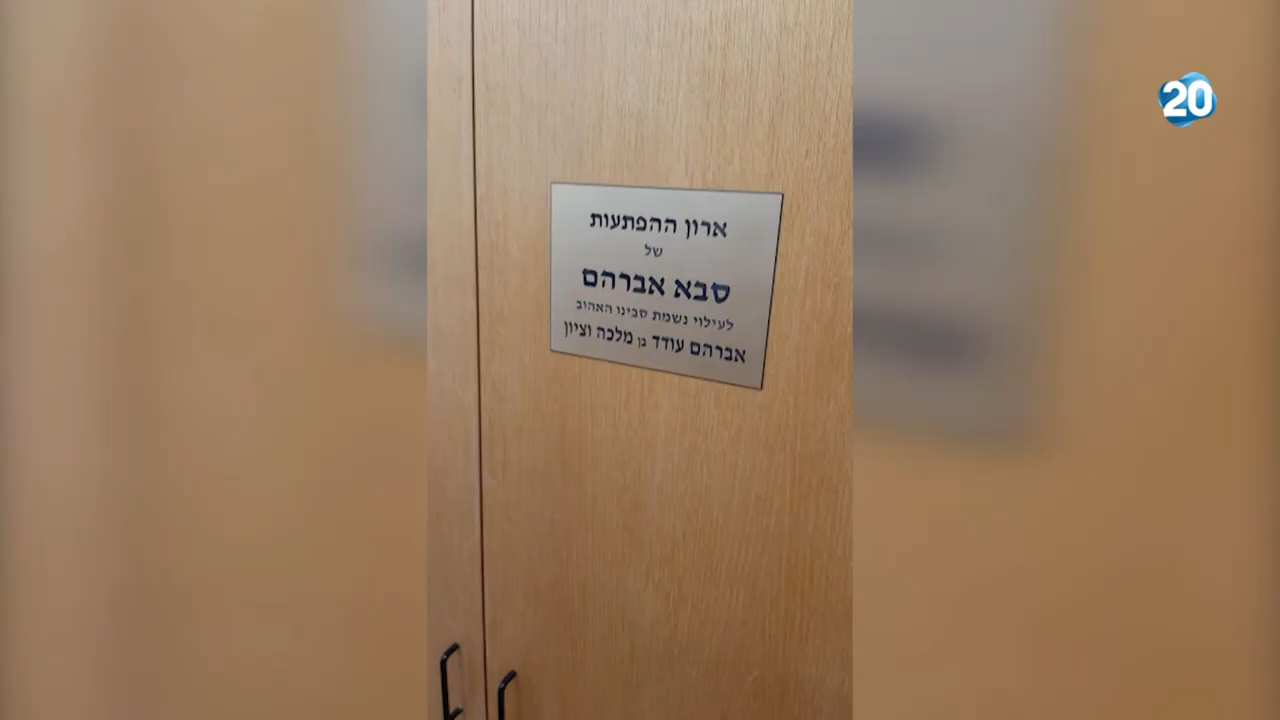 20
ארון ההפתעות
של
סבא אברהם
לעילוי נשמת סבינו האהוב
אברהם עודד בן מלכה וציון